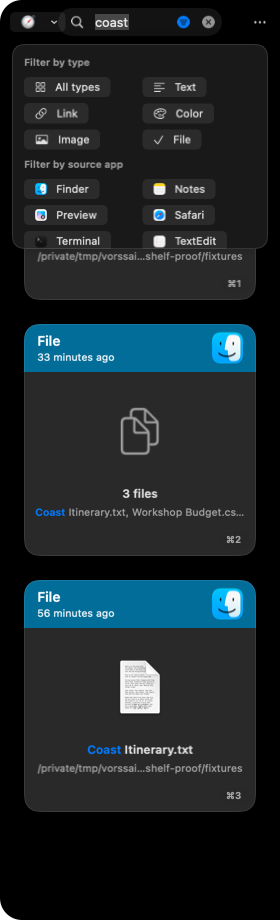 coast
Filter by type
All types
Text
Link
Color
Image
File
Filter by source app
Finder
Notes
Preview
Safari
Terminal
TextEdit
/private/tmp/vorssai...shelf-proof/fixtures
⌘1
File
33 minutes ago
3 files
Coast Itinerary.txt, Workshop Budget.cs...
⌘2
File
56 minutes ago
Coast Itinerary.txt
/private/tmp/vorssai...shelf-proof/fixtures
⌘3